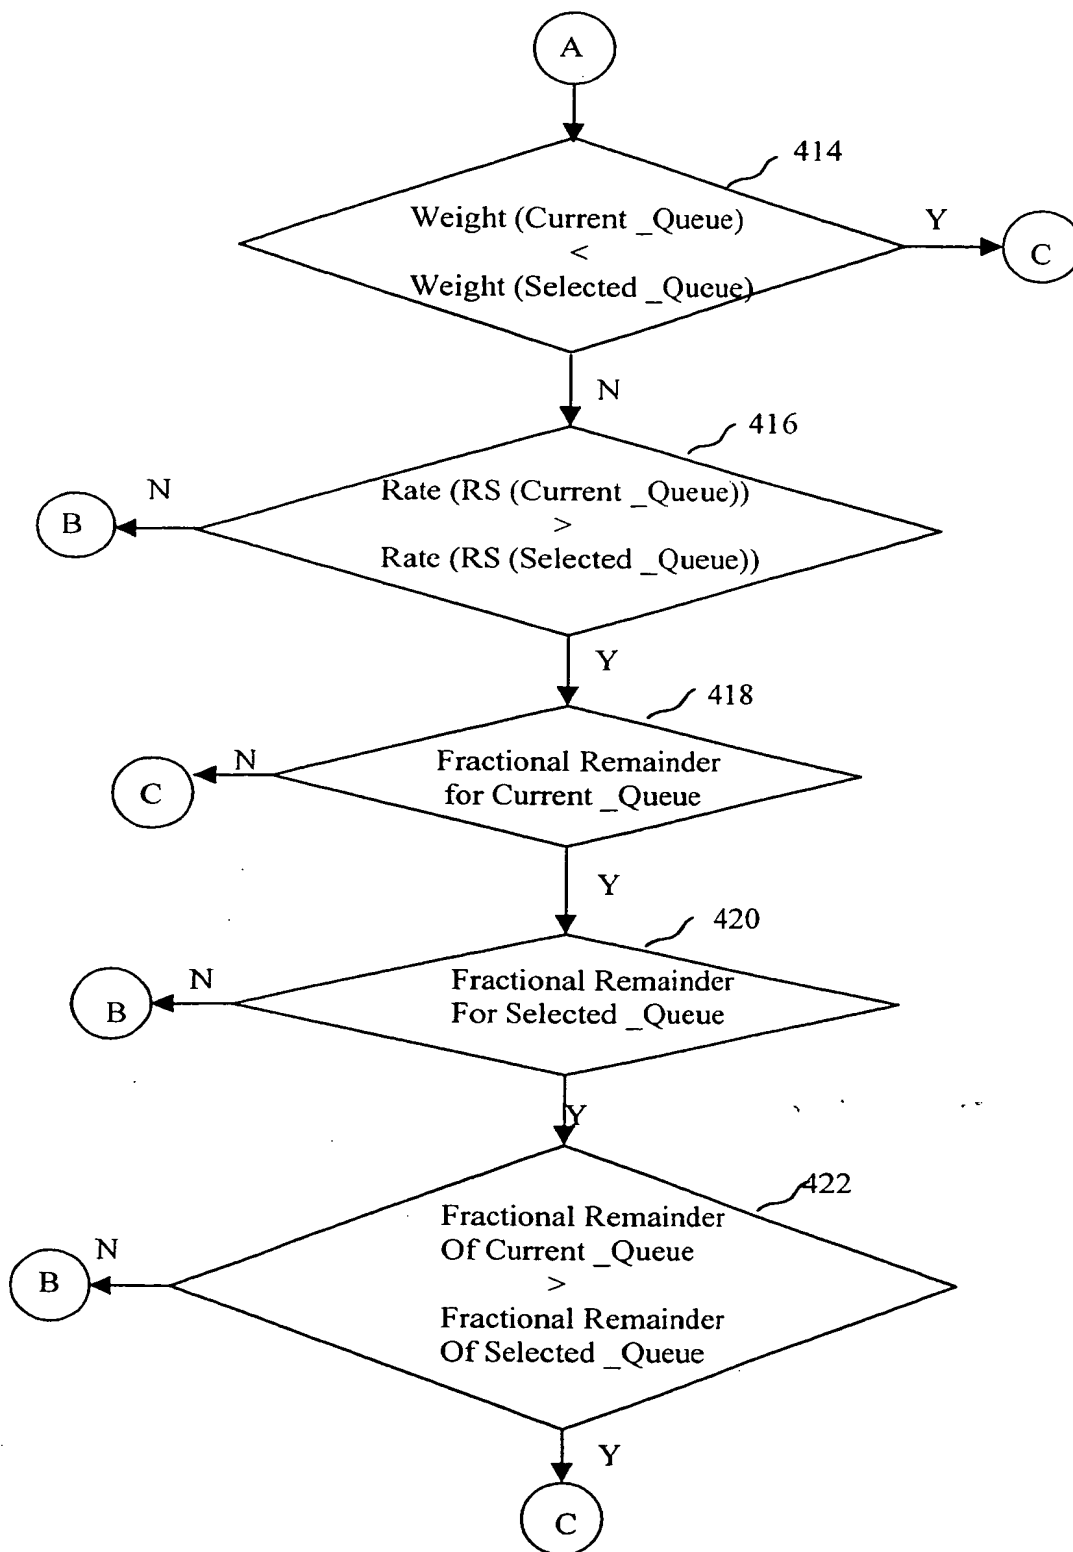 A
414
Weight (Current _Queue)
<
Weight (Selected _Queue)
Y
C
N
416
N
Rate (RS (Current _Queue))
>
Rate (RS (Selected _Queue))
B
Y
418
N
Fractional Remainder
for Current _Queue
C
Y
420
N
Fractional Remainder
For Selected _Queue
B
Y
422
Fractional Remainder
Of Current _Queue
>
Fractional Remainder
Of Selected _Queue
N
B
Y
C